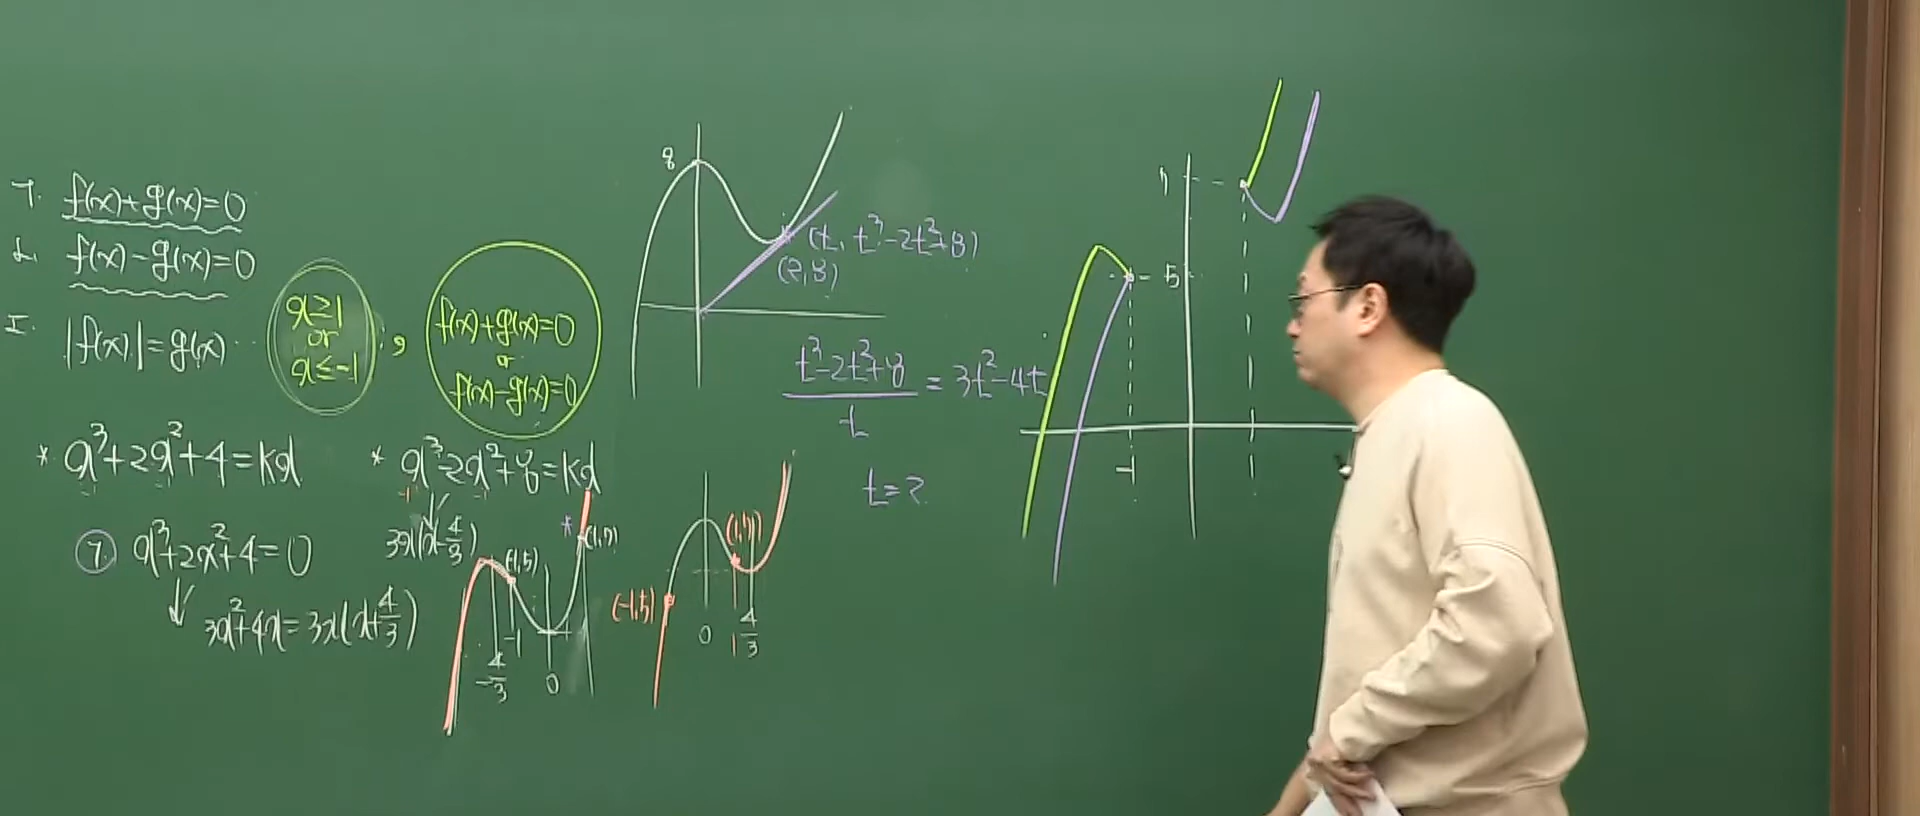 ㄱ. f(x)+g(x)=0
ㄴ. f(x)-g(x)=0
ㄷ. |f(x)|=g(x)
x≥1
or
x≤-1
;
f(x)+g(x)=0
or
f(x)-g(x)=0
* x³+2x²+4=kx
* x³-2x²+8=kx
ㄱ x³+2x²+4=0
↓
3x²+4x=3x(x+4/3)
↓
3x(x-4/3)
(-1,5)
*
(1,7)
-4/3
-1
0
(1,7)
(-1,5)
0
1
4/3
8
(t, t³-2t²+8)
(2,8)
(t³-2t²+8)/t = 3t²-4t
t=2
7
5
-1
1